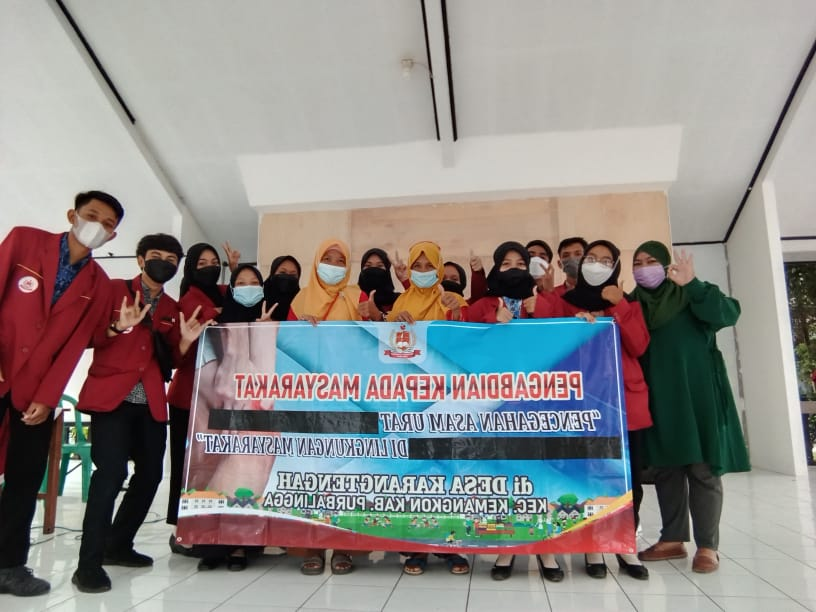 PENGABDIAN KEPADA MASYARAKAT
"PENCEGAHAN ASAM URAT
DI LINGKUNGAN MASYARAKAT"
di DESA KARANGTENGAH
KEC. KEMANGKON KAB. PURBALINGGA